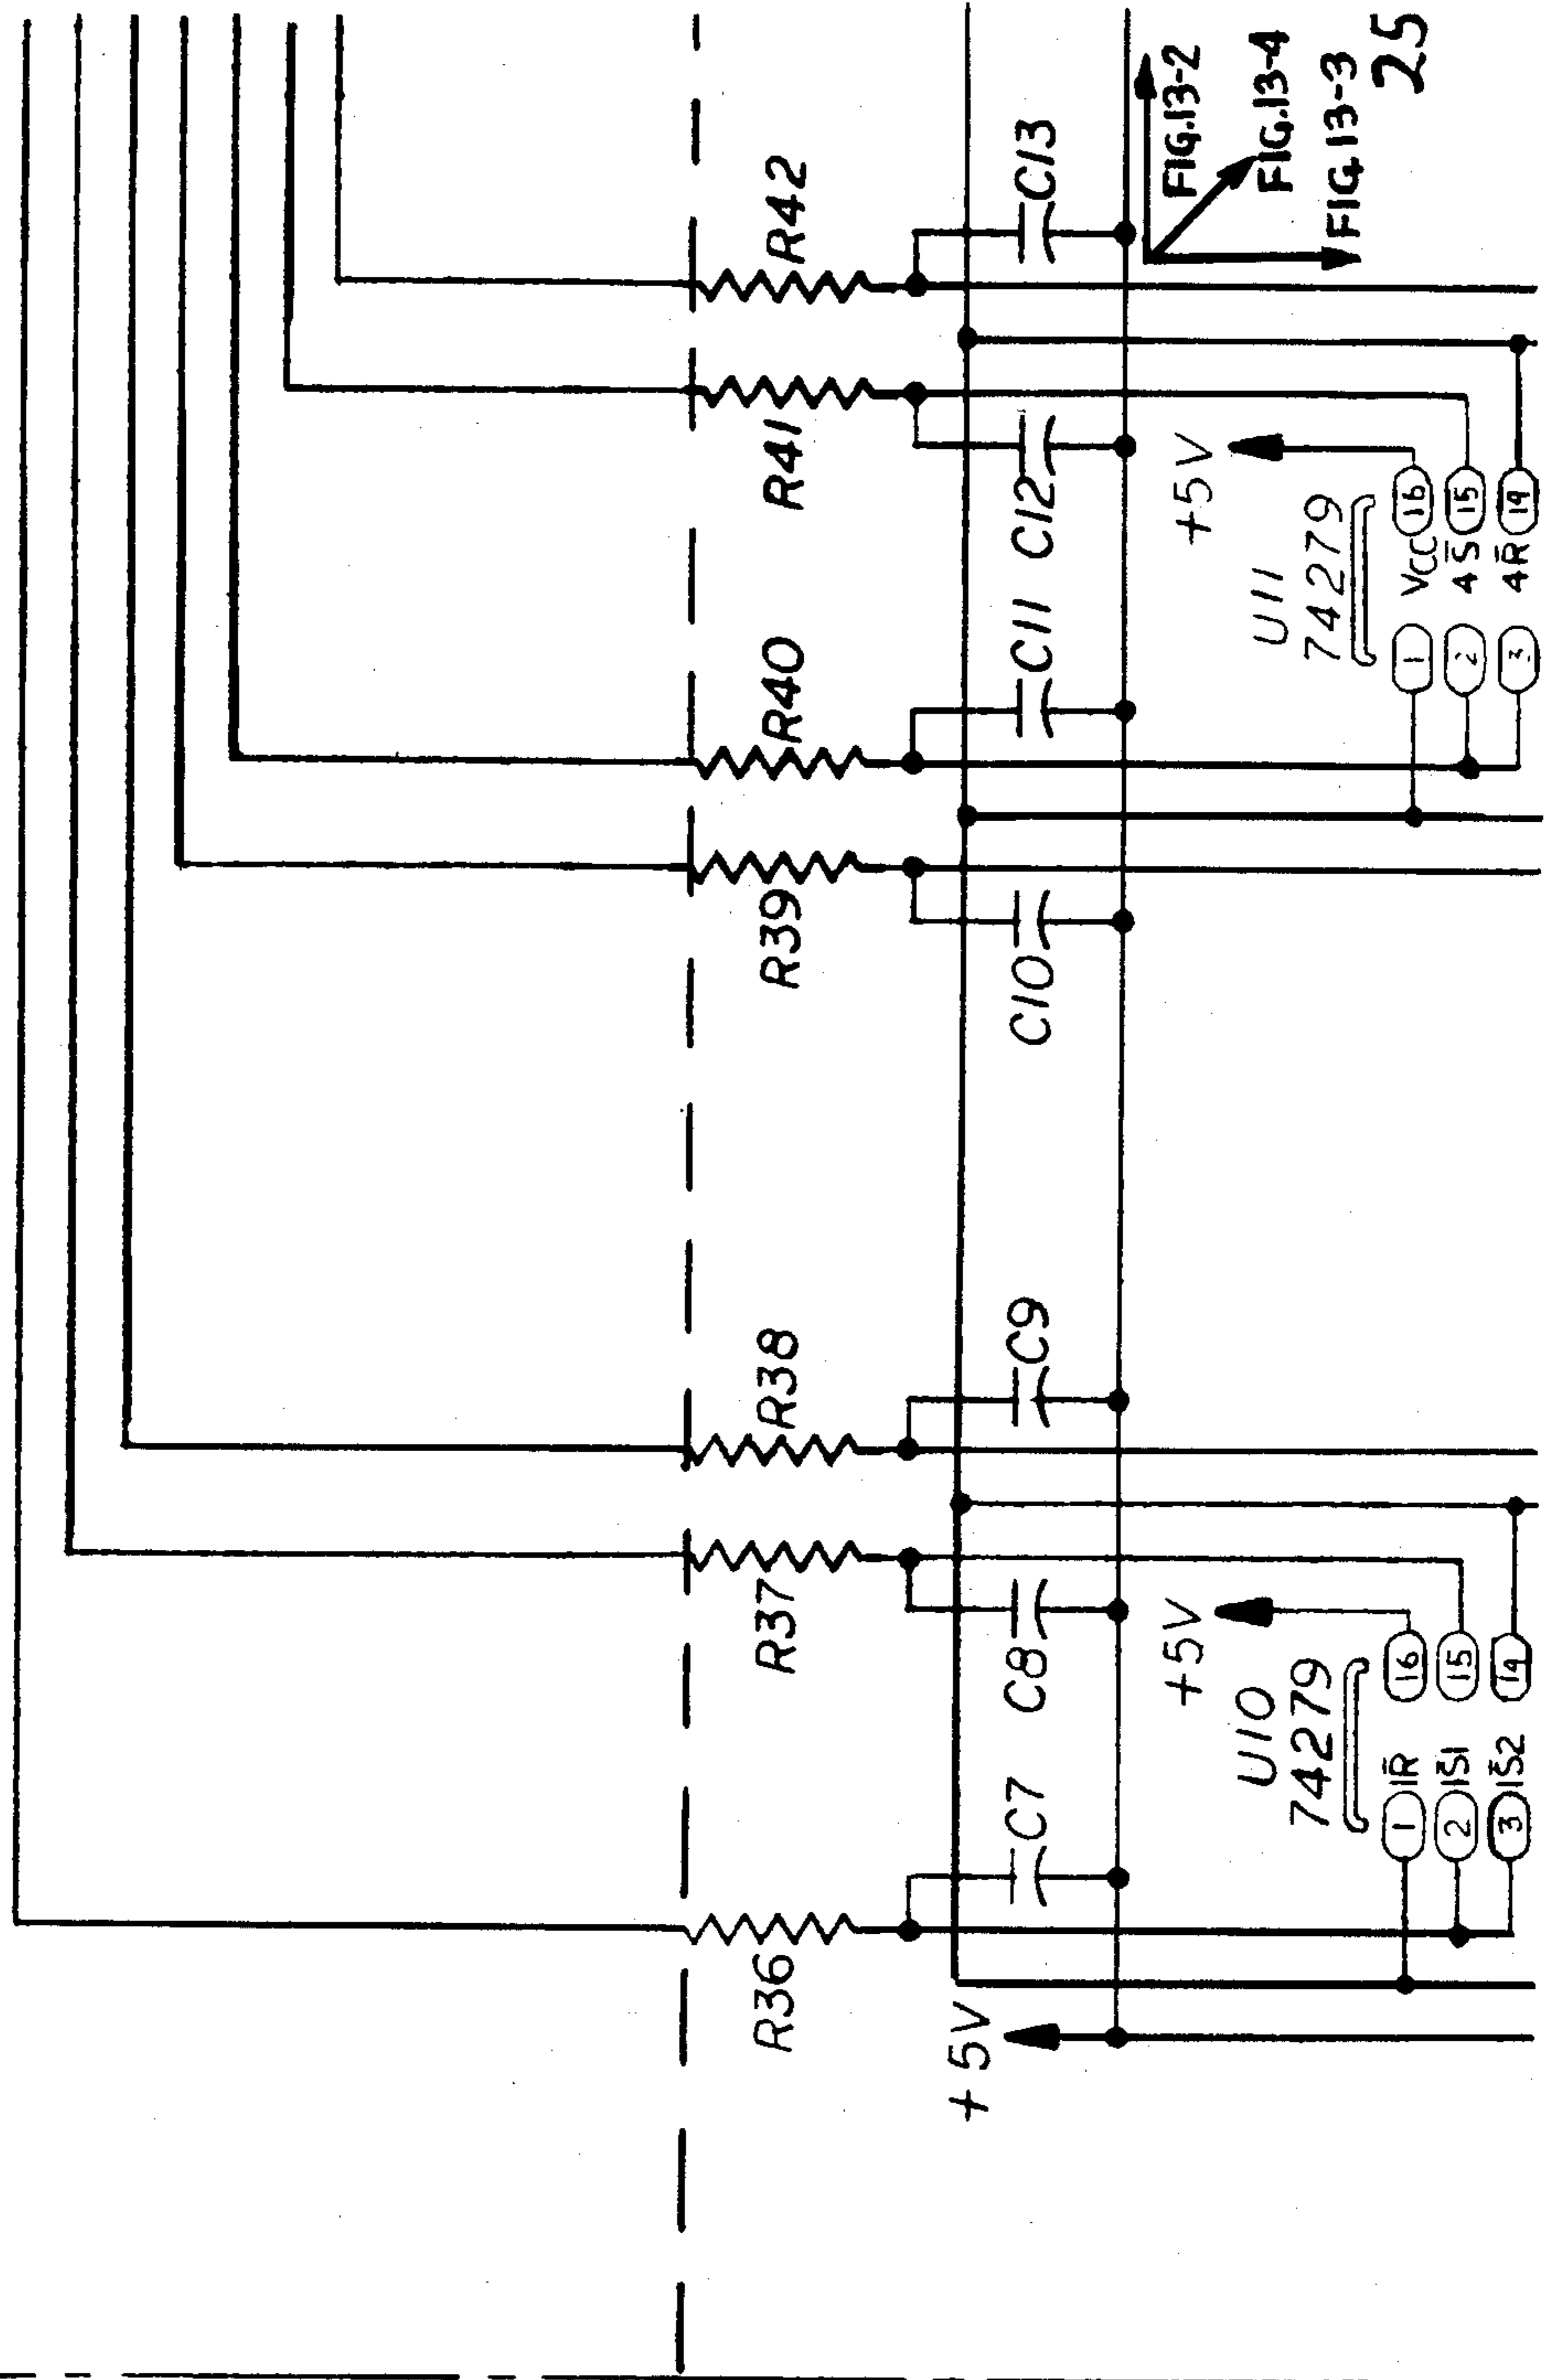 R36
R37
R38
R39
R40
R41
R42
+5V
C7
C8
C9
C10
C11
C12
C13
FIG.13-2
FIG.13-4
FIG.13-3
25
+5V
U10
74279
1 1R̅ 16
2 1S̅1 15
3 1S̅2 14
+5V
U11
74279
1 VCC 16
2 4S̅ 15
3 4R̅ 14